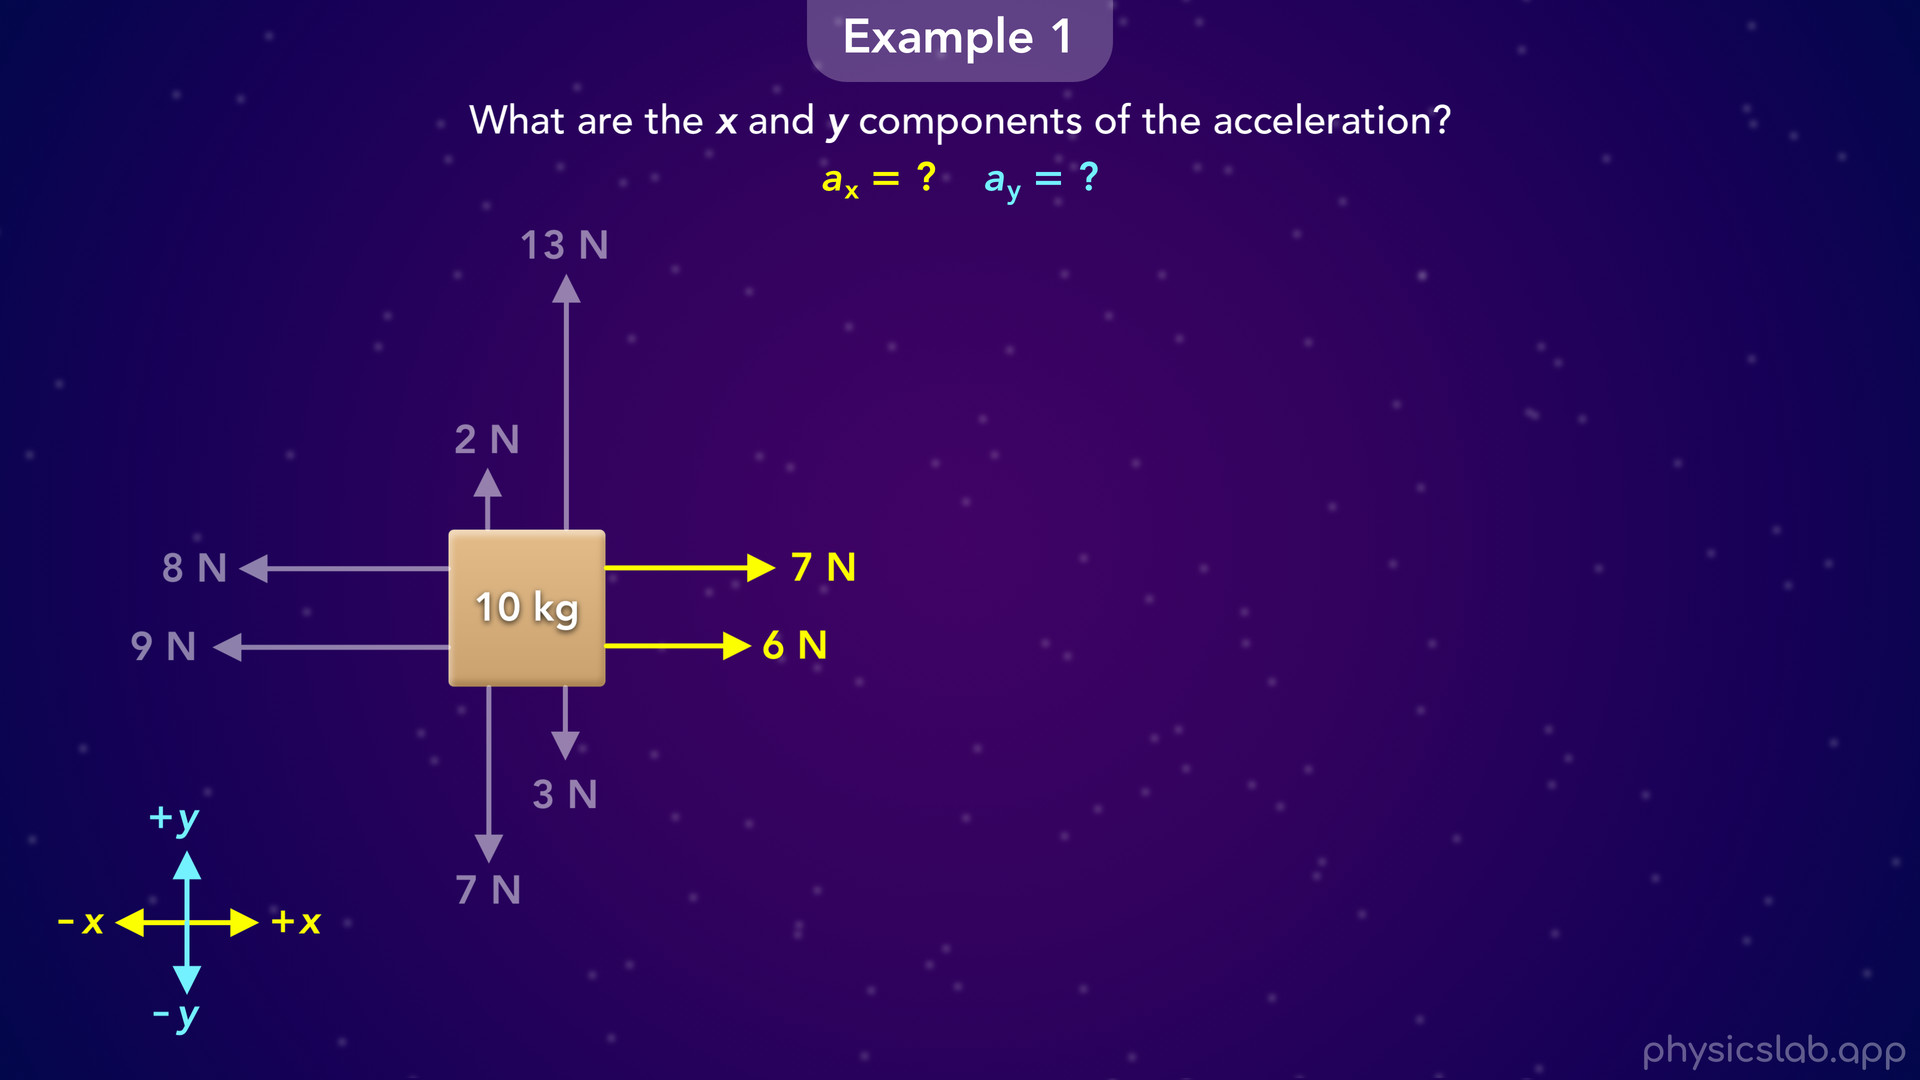 Example 1
What are the x and y components of the acceleration?
ax = ? ay = ?
13 N
2 N
8 N
7 N
10 kg
9 N
6 N
3 N
7 N
+y
-x
+x
-y
physicslab.app